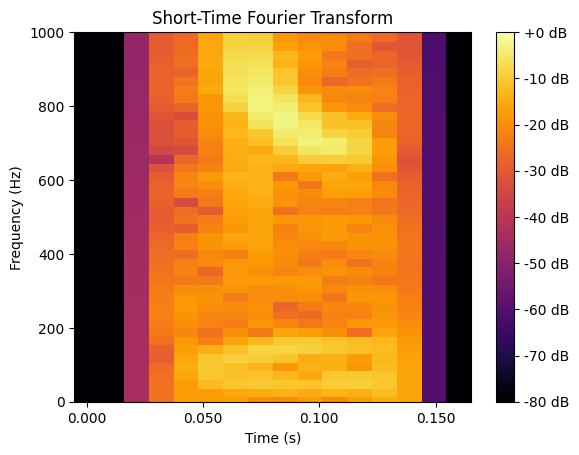 Short-Time Fourier Transform
1000
800
600
400
200
0
Frequency (Hz)
0.000
0.050
0.100
0.150
Time (s)
+0 dB
-10 dB
-20 dB
-30 dB
-40 dB
-50 dB
-60 dB
-70 dB
-80 dB